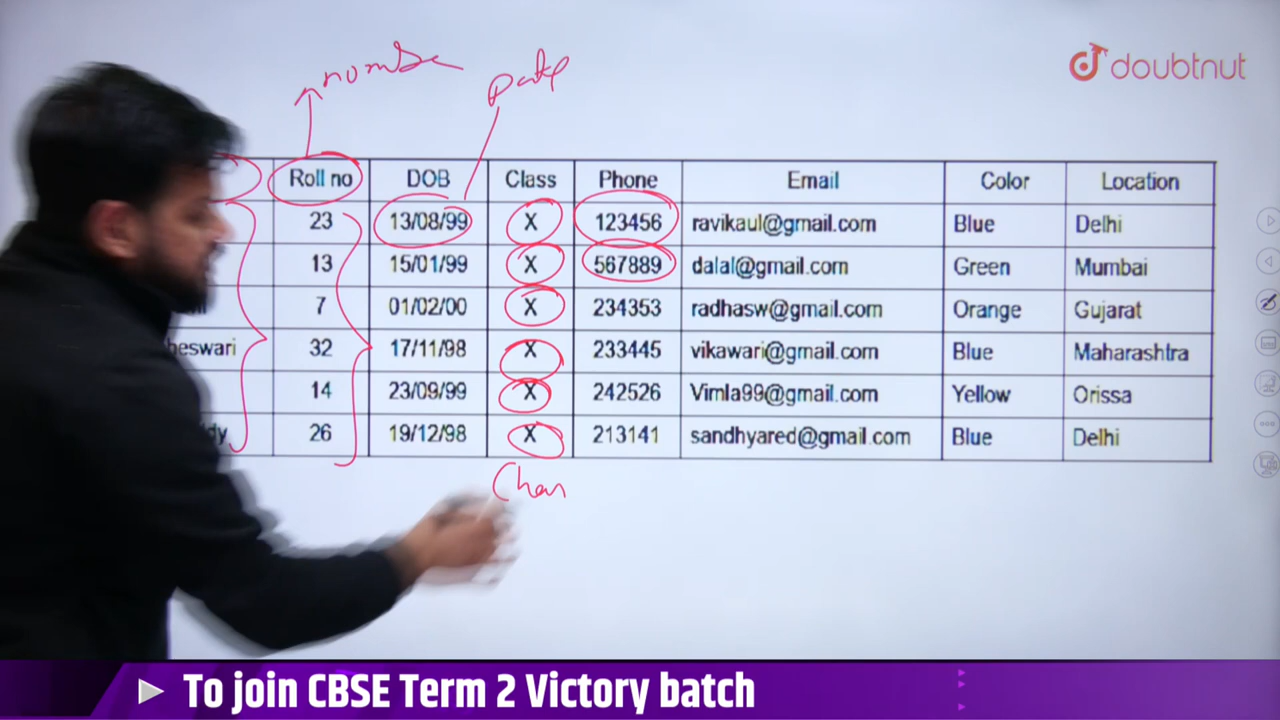 number
Date
doubtnut
Roll no DOB Class Phone Email Color Location
23 13/08/99 X 123456 ravikaul@gmail.com Blue Delhi
13 15/01/99 X 567889 dalal@gmail.com Green Mumbai
7 01/02/00 X 234353 radhasw@gmail.com Orange Gujarat
heswari 32 17/11/98 X 233445 vikawari@gmail.com Blue Maharashtra
14 23/09/99 X 242526 Vimla99@gmail.com Yellow Orissa
dy 26 19/12/98 X 213141 sandhyared@gmail.com Blue Delhi
Char
To join CBSE Term 2 Victory batch